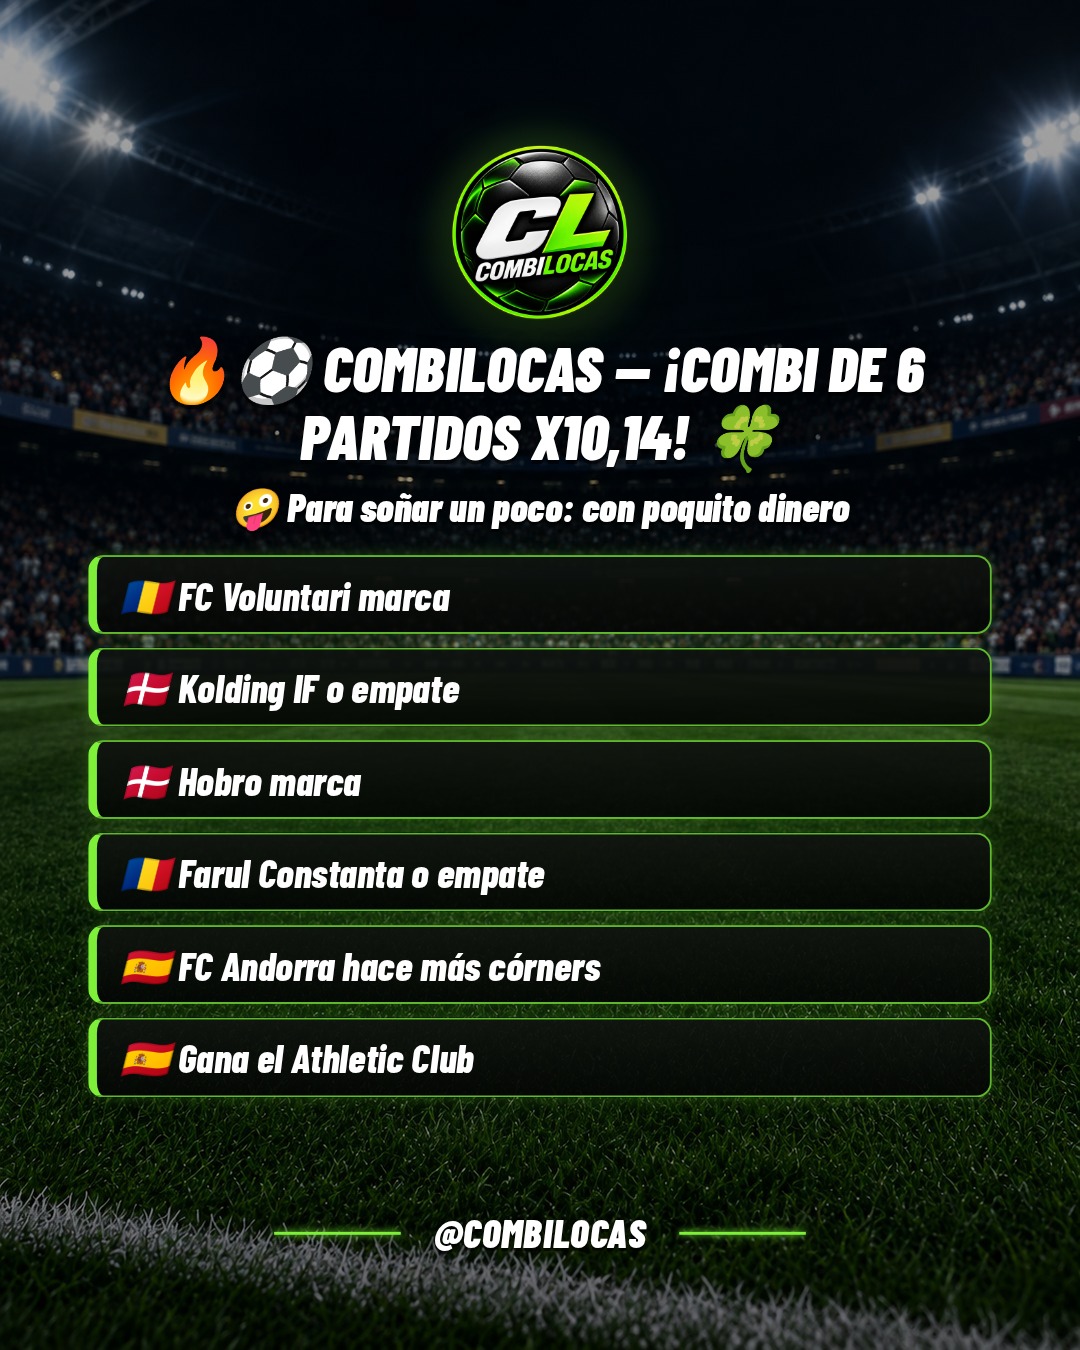 CL
COMBILOCAS
🔥⚽ COMBILOCAS – ¡COMBI DE 6
PARTIDOS X10,14! 🍀
🤪 Para soñar un poco: con poquito dinero
🇷🇴 FC Voluntari marca
🇩🇰 Kolding IF o empate
🇩🇰 Hobro marca
🇷🇴 Farul Constanta o empate
🇪🇸 FC Andorra hace más córners
🇪🇸 Gana el Athletic Club
@COMBILOCAS